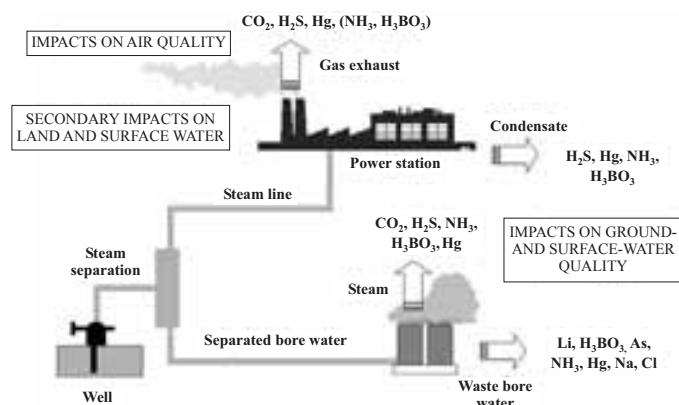 CO₂, H₂S, Hg, (NH₃, H₃BO₃)
IMPACTS ON AIR QUALITY
Gas exhaust
SECONDARY IMPACTS ON
LAND AND SURFACE WATER
Condensate
Power station
H₂S, Hg, NH₃,
H₃BO₃
Steam line
CO₂, H₂S, NH₃,
H₃BO₃, Hg
IMPACTS ON GROUND-
AND SURFACE-WATER
QUALITY
Steam
separation
Steam
Separated bore water
Li, H₃BO₃, As,
NH₃, Hg, Na, Cl
Well
Waste bore
water